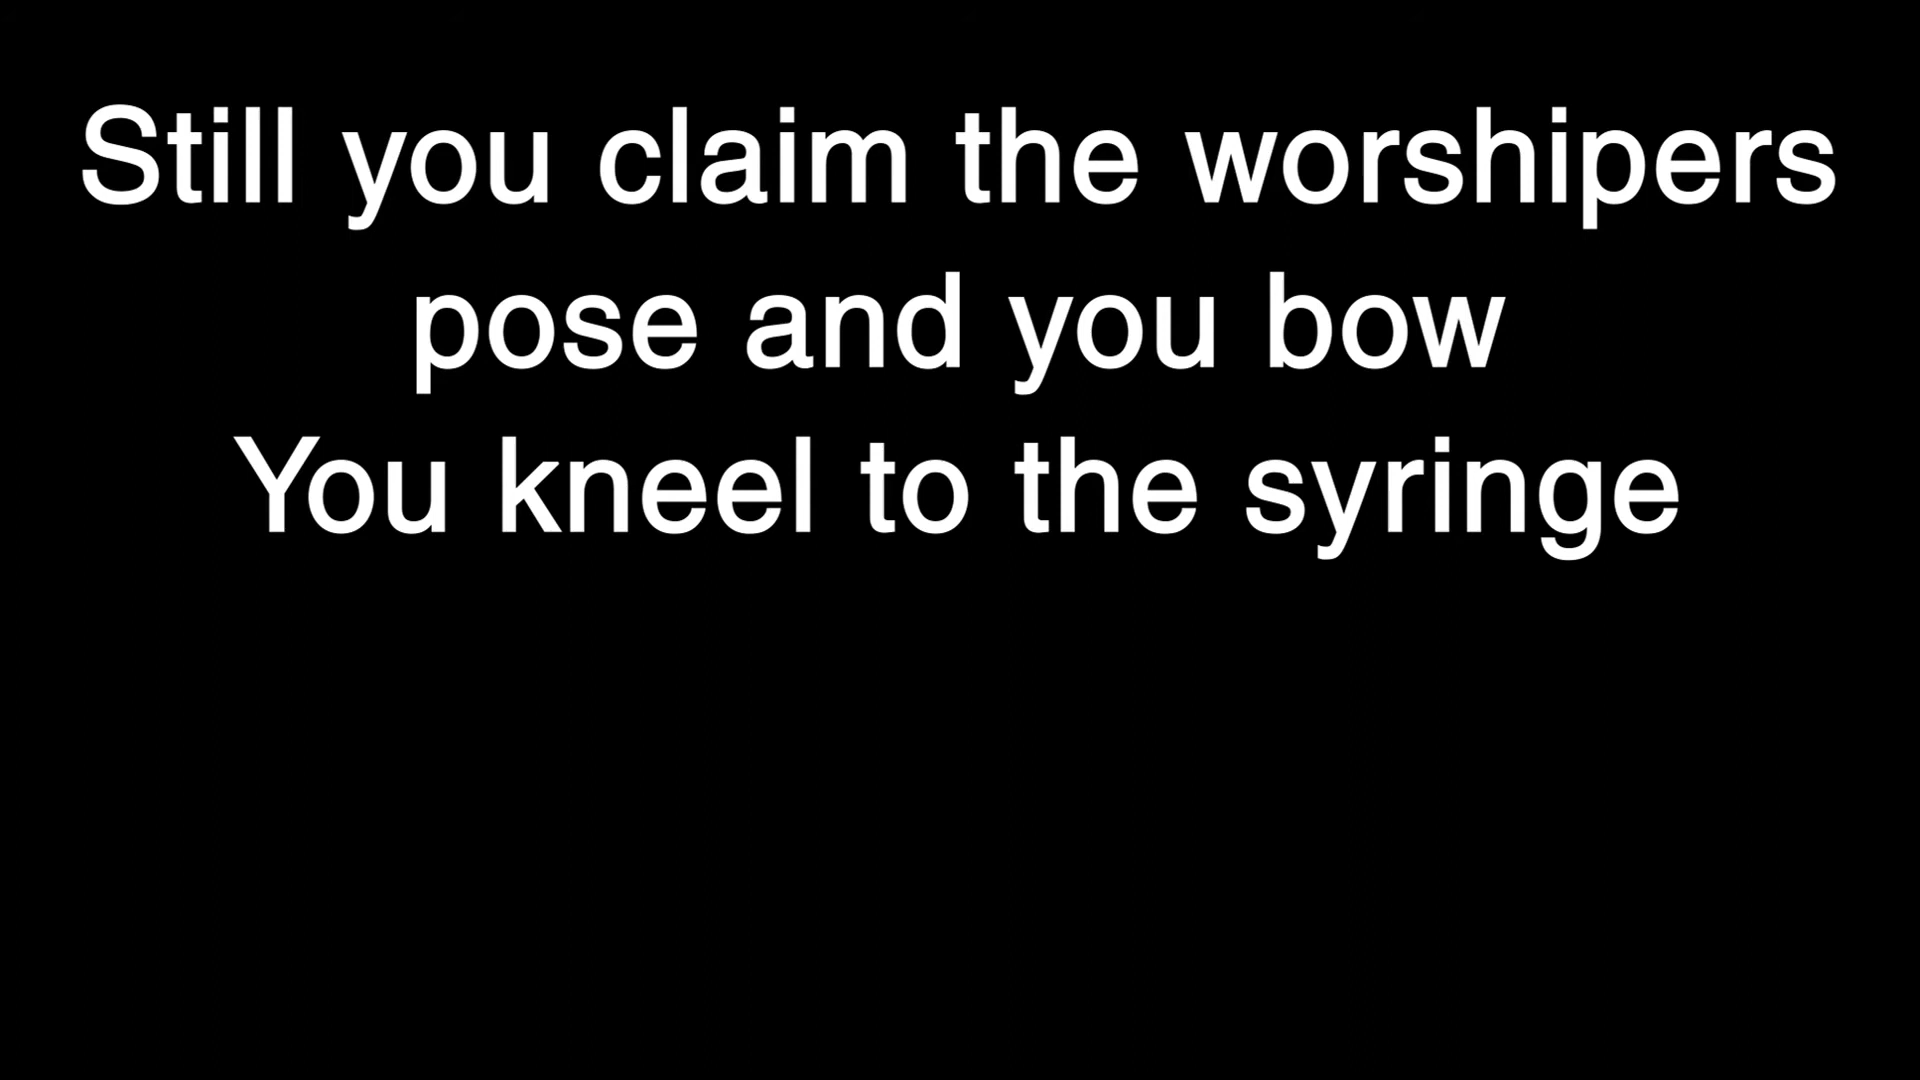 Still you claim the worshipers
pose and you bow
You kneel to the syringe